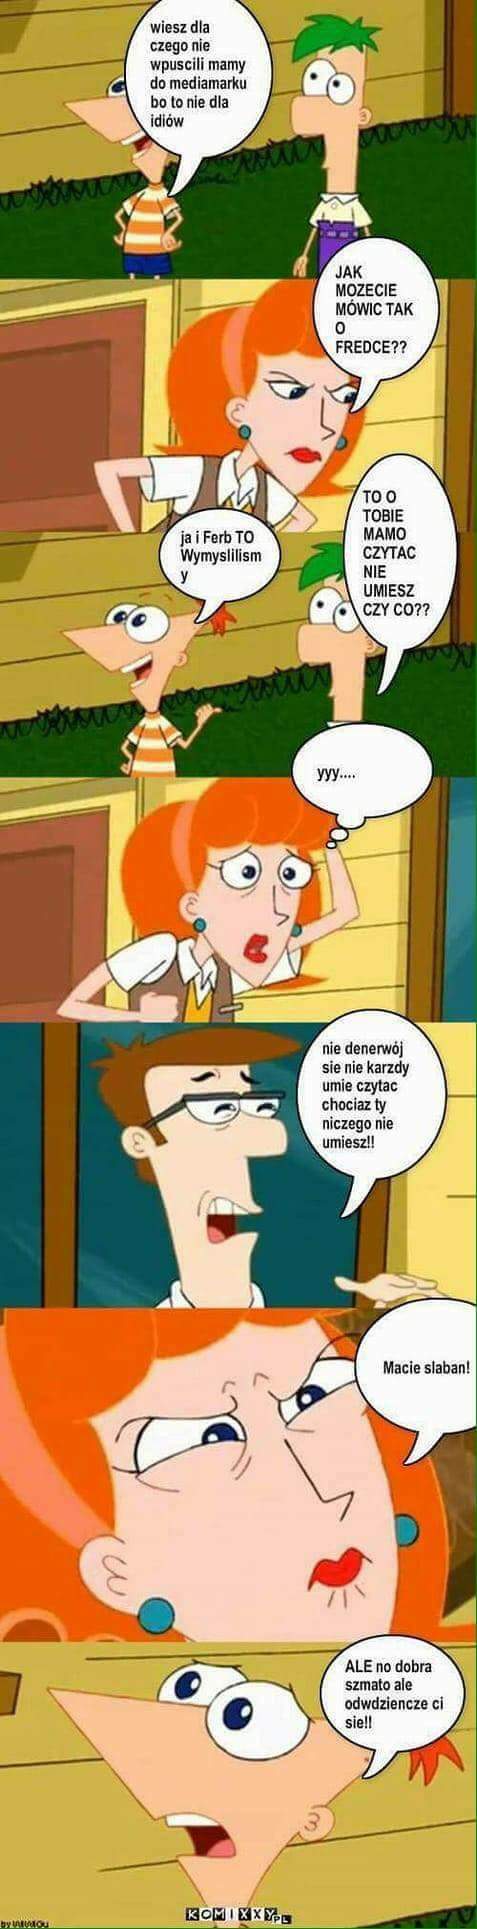 wiesz dla
czego nie
wpuscili mamy
do mediamarku
bo to nie dla
idiów
JAK
MOZECIE
MÓWIC TAK
O
FREDCE??
ja i Ferb TO
Wymyslilism
y
TO O
TOBIE
MAMO
CZYTAC
NIE
UMIESZ
CZY CO??
yyy....
nie denerwój
sie nie karzdy
umie czytac
chociaz ty
niczego nie
umiesz!!
Macie slaban!
ALE no dobra
szmato ale
odwdziencze ci
sie!!
KOMIXXY.PL
by